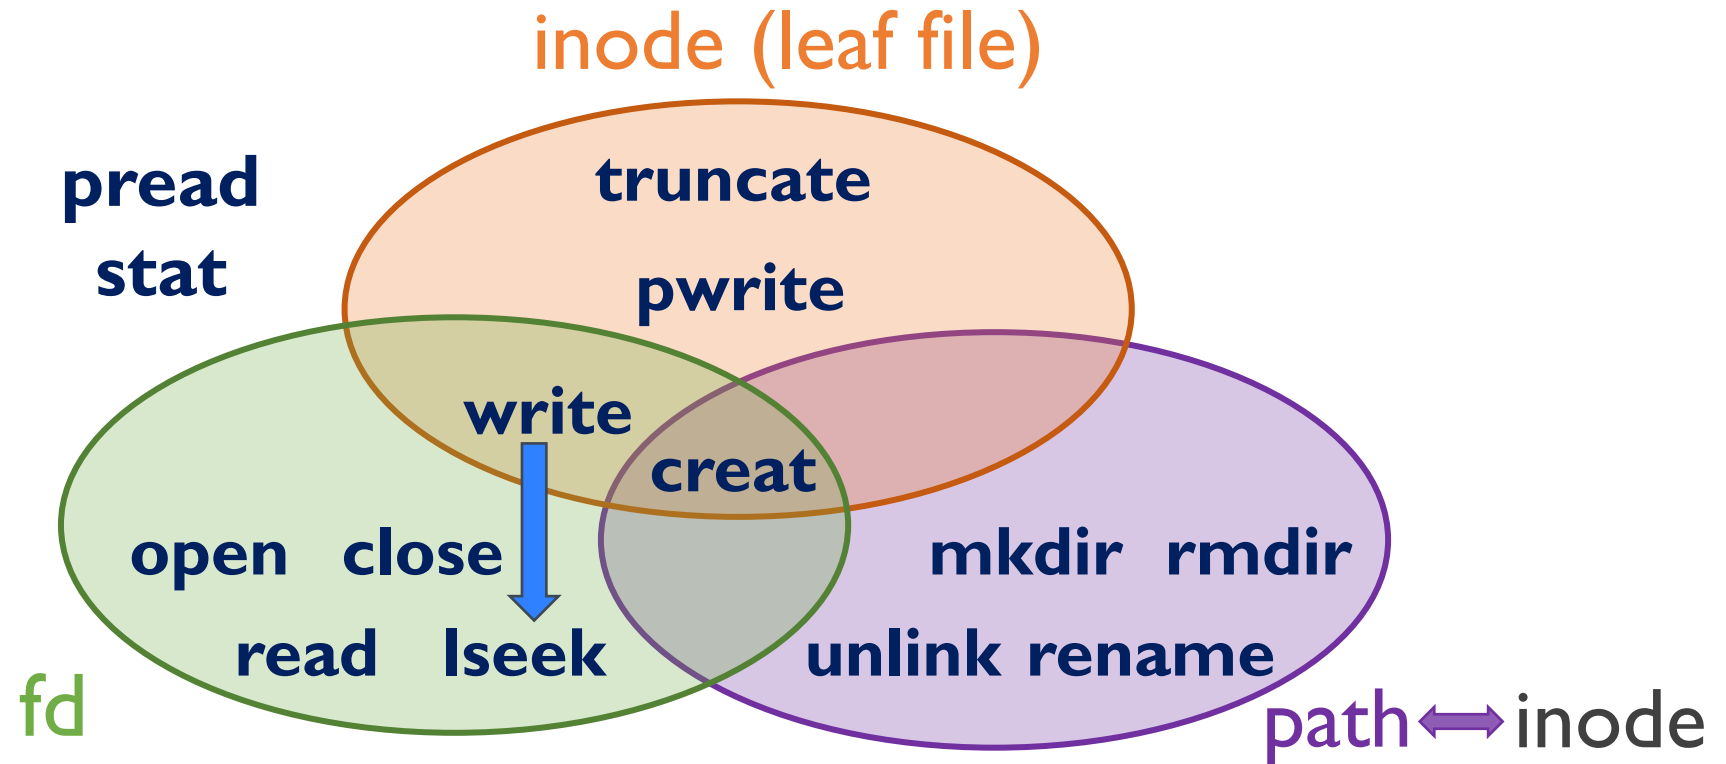 inode (leaf file)
pread
stat
truncate
pwrite
write
creat
open close
read lseek
mkdir rmdir
unlink rename
fd
path inode